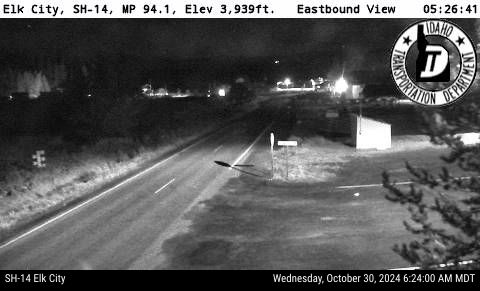 Elk City, SH-14, MP 94.1, Elev 3,939ft. Eastbound View 05:26:41
IDAHO
TRANSPORTATION DEPARTMENT
SH-14 Elk City Wednesday, October 30, 2024 6:24:00 AM MDT